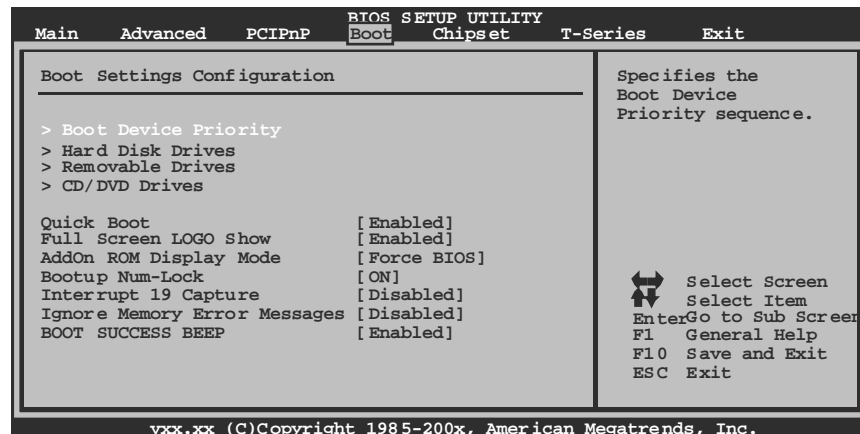 BIOS SETUP UTILITY
Main Advanced PCIPnP Boot Chipset T-Series Exit
Boot Settings Configuration
> Boot Device Priority
> Hard Disk Drives
> Removable Drives
> CD/DVD Drives
Quick Boot [Enabled]
Full Screen LOGO Show [Enabled]
AddOn ROM Display Mode [Force BIOS]
Bootup Num-Lock [ON]
Interrupt 19 Capture [Disabled]
Ignore Memory Error Messages [Disabled]
BOOT SUCCESS BEEP [Enabled]
Specifies the
Boot Device
Priority sequence.
Select Screen
Select Item
Enter Go to Sub Screen
F1 General Help
F10 Save and Exit
ESC Exit
vxx.xx (C)Copyright 1985-200x, American Megatrends, Inc.